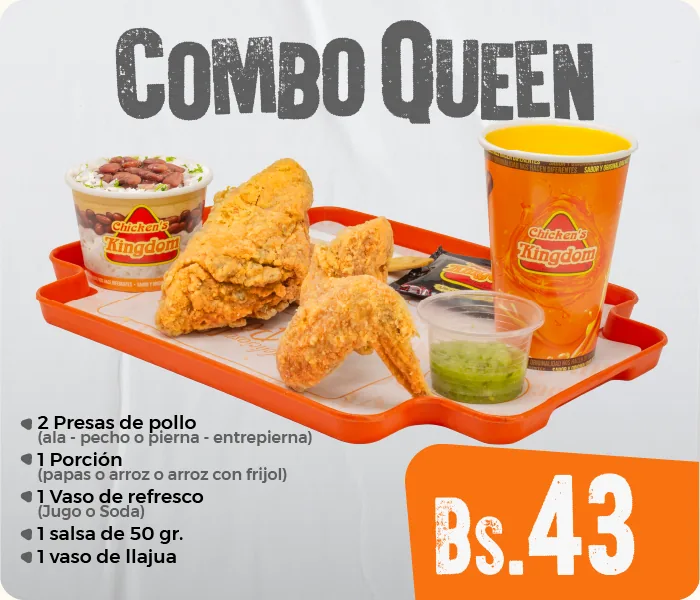 COMBO QUEEN
SABOR Y ORIGINAL
Chicken's
Kingdom
Chicken's
Kingdom
2 Presas de pollo
(ala - pecho o pierna - entrepierna)
1 Porción
(papas o arroz o arroz con frijol)
1 Vaso de refresco
(Jugo o Soda)
1 salsa de 50 gr.
1 vaso de llajua
Bs.43